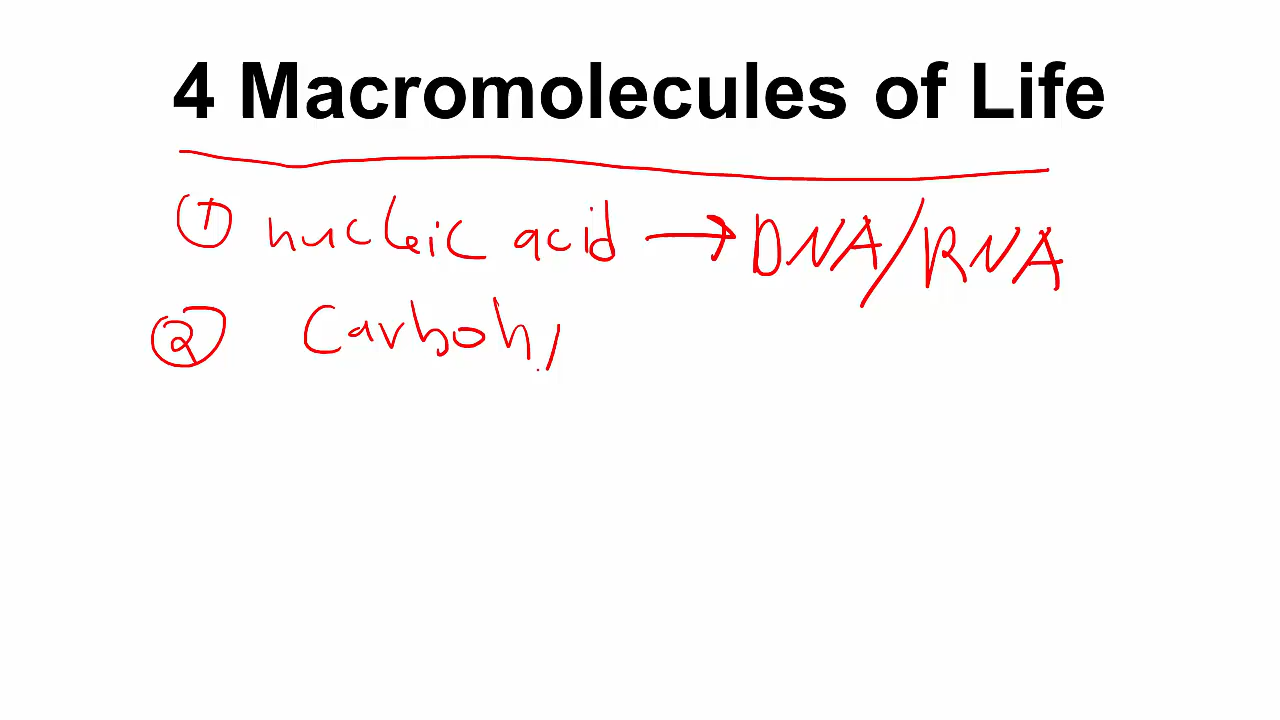 4 Macromolecules of Life
① nucleic acid → DNA/RNA
② Carboh